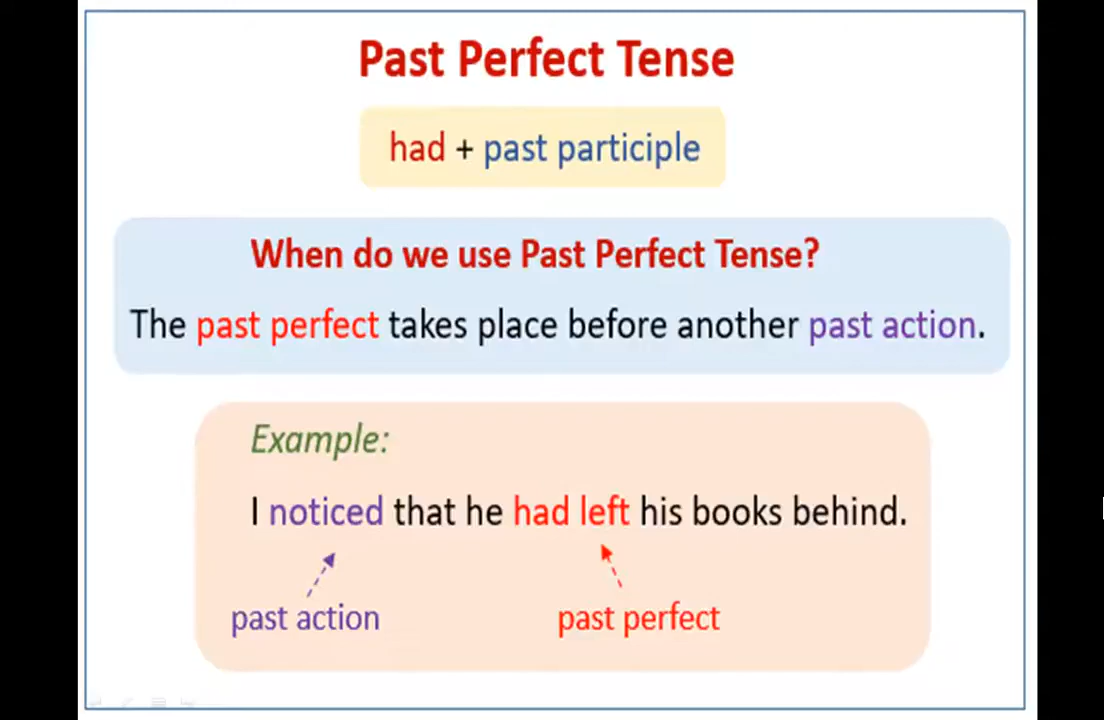 Past Perfect Tense
had + past participle
When do we use Past Perfect Tense?
The past perfect takes place before another past action.
Example:
I noticed that he had left his books behind.
past action
past perfect